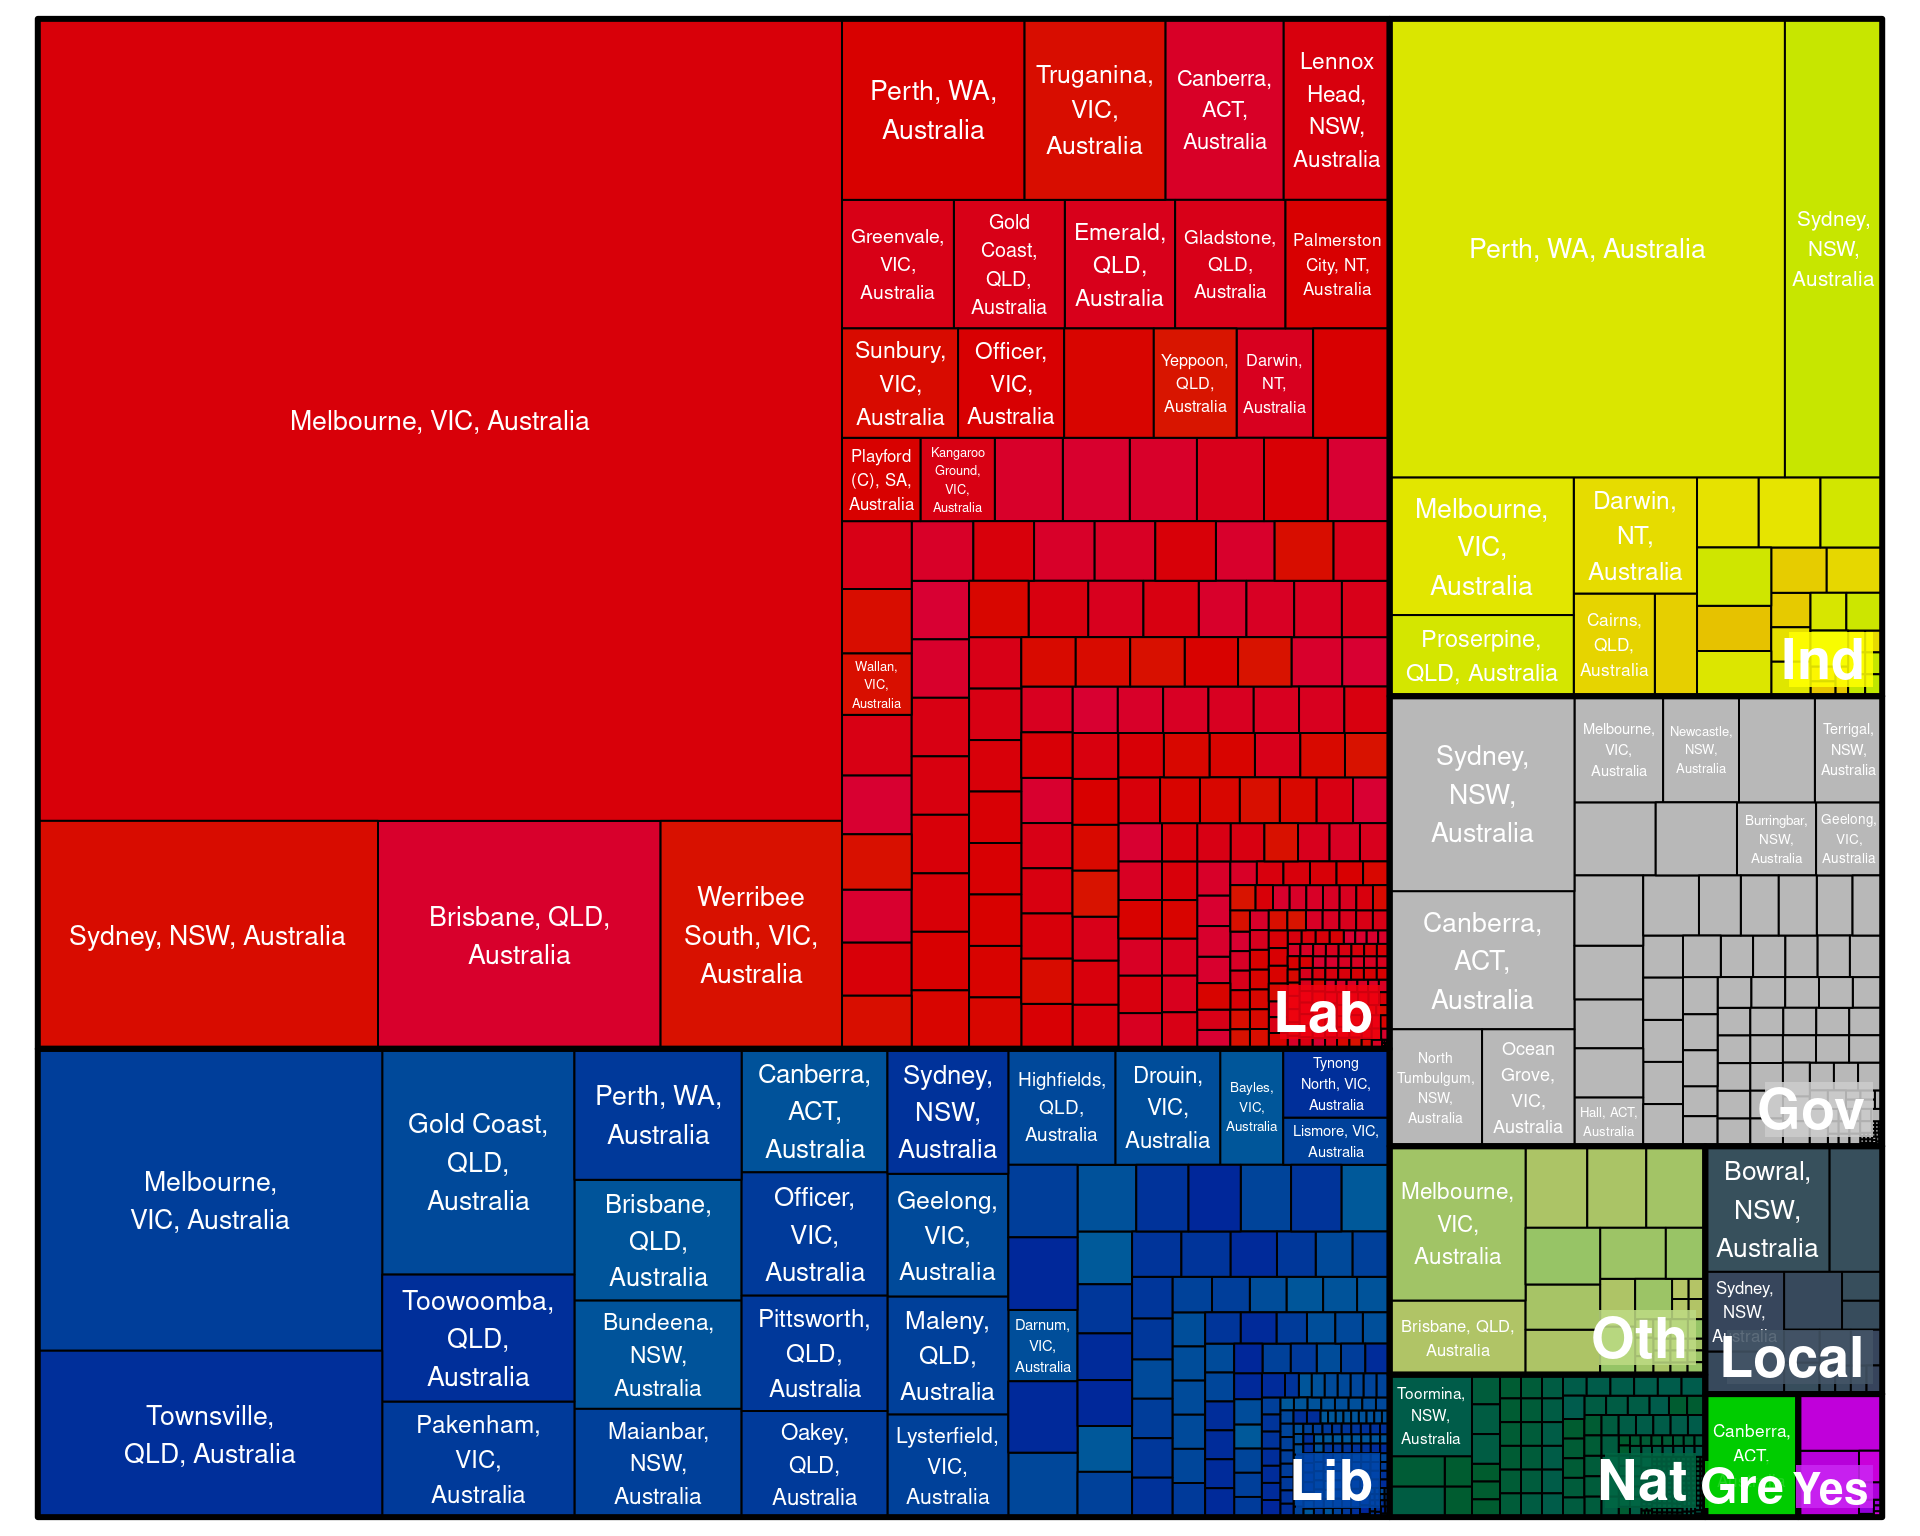 Melbourne, VIC, Australia
Sydney, NSW, Australia
Brisbane, QLD,
Australia
Werribee
South, VIC,
Australia
Perth, WA,
Australia
Truganina,
VIC,
Australia
Canberra,
ACT,
Australia
Lennox
Head,
NSW,
Australia
Greenvale,
VIC,
Australia
Gold
Coast,
QLD,
Australia
Emerald,
QLD,
Australia
Gladstone,
QLD,
Australia
Palmerston
City, NT,
Australia
Sunbury,
VIC,
Australia
Officer,
VIC,
Australia
Yeppoon,
QLD,
Australia
Darwin,
NT,
Australia
Playford
(C), SA,
Australia
Kangaroo
Ground,
VIC,
Australia
Wallan,
VIC,
Australia
Lab
Melbourne,
VIC, Australia
Townsville,
QLD, Australia
Gold Coast,
QLD,
Australia
Toowoomba,
QLD,
Australia
Pakenham,
VIC,
Australia
Perth, WA,
Australia
Brisbane,
QLD,
Australia
Bundeena,
NSW,
Australia
Maianbar,
NSW,
Australia
Canberra,
ACT,
Australia
Officer,
VIC,
Australia
Pittsworth,
QLD,
Australia
Oakey,
QLD,
Australia
Sydney,
NSW,
Australia
Geelong,
VIC,
Australia
Maleny,
QLD,
Australia
Lysterfield,
VIC,
Australia
Highfields,
QLD,
Australia
Drouin,
VIC,
Australia
Bayles,
VIC,
Australia
Tynong
North, VIC,
Australia
Lismore, VIC,
Australia
Darnum,
VIC,
Australia
Lib
Perth, WA, Australia
Sydney,
NSW,
Australia
Melbourne,
VIC,
Australia
Darwin,
NT,
Australia
Proserpine,
QLD, Australia
Cairns,
QLD,
Australia
Ind
Sydney,
NSW,
Australia
Melbourne,
VIC,
Australia
Newcastle,
NSW,
Australia
Terrigal,
NSW,
Australia
Burringbar,
NSW,
Australia
Geelong,
VIC,
Australia
Canberra,
ACT,
Australia
North
Tumbulgum,
NSW,
Australia
Ocean
Grove,
VIC,
Australia
Hall, ACT,
Australia
Gov
Melbourne,
VIC,
Australia
Brisbane, QLD,
Australia
Oth
Bowral,
NSW,
Australia
Sydney,
NSW,
Australia
Local
Toormina,
NSW,
Australia
Nat
Canberra,
ACT,
Gre
Yes